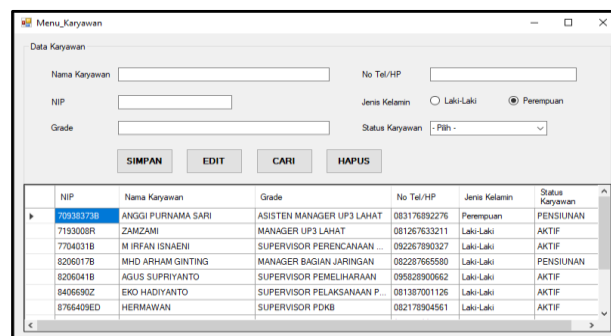 Menu_Karyawan
Data Karyawan
Nama Karyawan
No Tel/HP
NIP
Jenis Kelamin Laki-Laki Perempuan
Grade
Status Karyawan - Pilih -
SIMPAN EDIT CARI HAPUS
NIP Nama Karyawan Grade No Tel/HP Jenis Kelamin Status Karyawan
70938373B ANGGI PURNAMA SARI ASISTEN MANAGER UP3 LAHAT 083176892276 Perempuan PENSIUNAN
7193008R ZAMZAMI MANAGER UP3 LAHAT 081267633211 Laki-Laki AKTIF
7704031B M IRFAN ISNAENI SUPERVISOR PERENCANAAN ... 092267890327 Laki-Laki AKTIF
8206017B MHD ARHAM GINTING MANAGER BAGIAN JARINGAN 082287665580 Laki-Laki PENSIUNAN
8206041B AGUS SUPRIYANTO SUPERVISOR PEMELIHARAAN 095828900662 Laki-Laki AKTIF
8406690Z EKO HADIYANTO SUPERVISOR PELAKSANAAN P... 081387001126 Laki-Laki AKTIF
8766409ED HERMAWAN SUPERVISOR PDKB 082178904561 Laki-Laki AKTIF